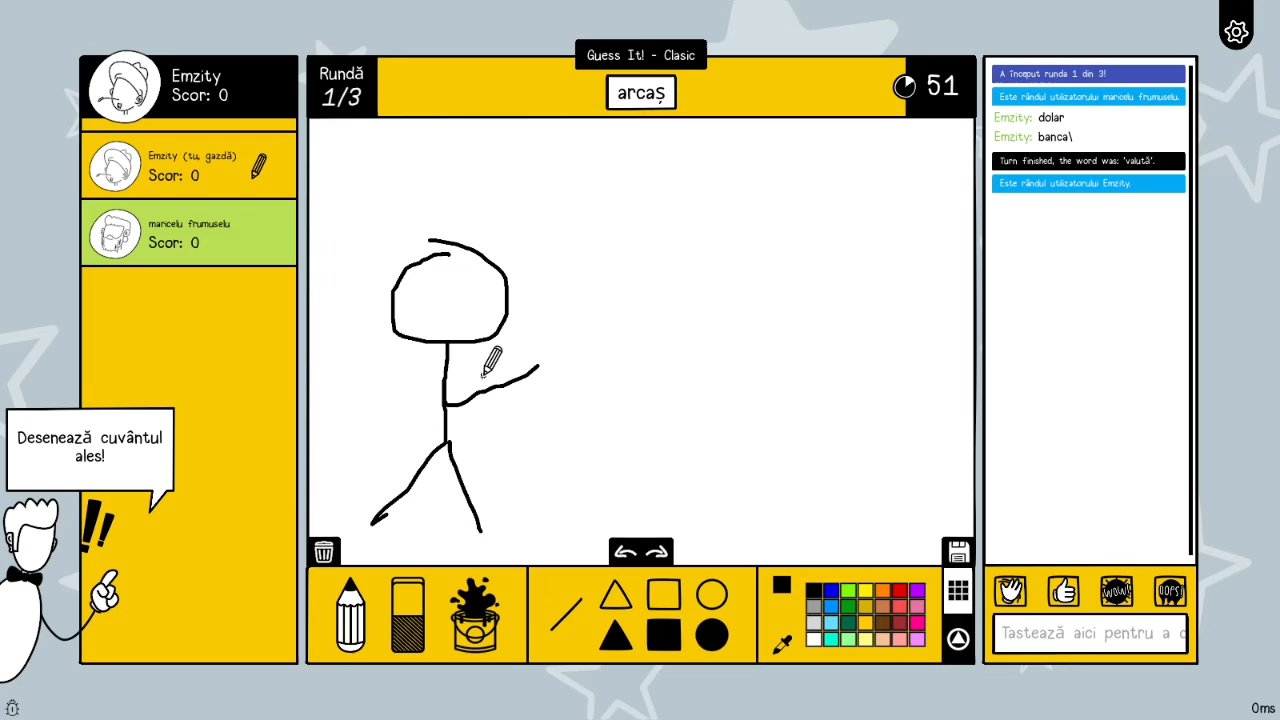 Guess It! - Clasic
Emzity
Scor: 0
Rundă
1/3
arcaș
51
Emzity (tu, gazdă)
Scor: 0
marcelu frumuselu
Scor: 0
Desenează cuvântul
ales!
!!
A început runda 1 din 3!
Este rândul utilizatorului marcelu frumuselu.
Emzity: dolar
Emzity: banca\
Turn finished, the word was: 'valută'.
Este rândul utilizatorului Emzity.
WOW!
OOPS!
Tastează aici pentru a
0ms